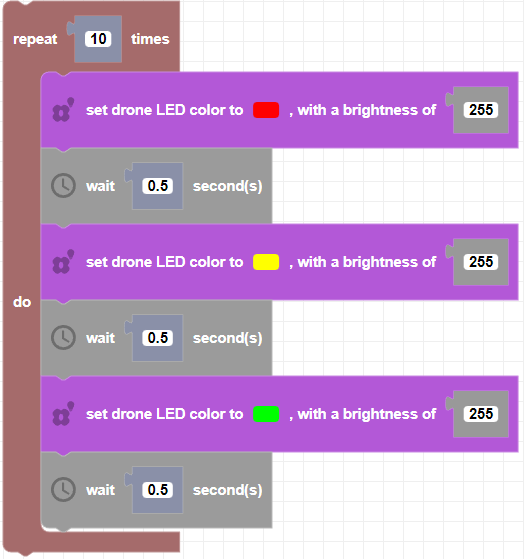 repeat 10 times
set drone LED color to , with a brightness of 255
wait 0.5 second(s)
set drone LED color to , with a brightness of 255
do
wait 0.5 second(s)
set drone LED color to , with a brightness of 255
wait 0.5 second(s)